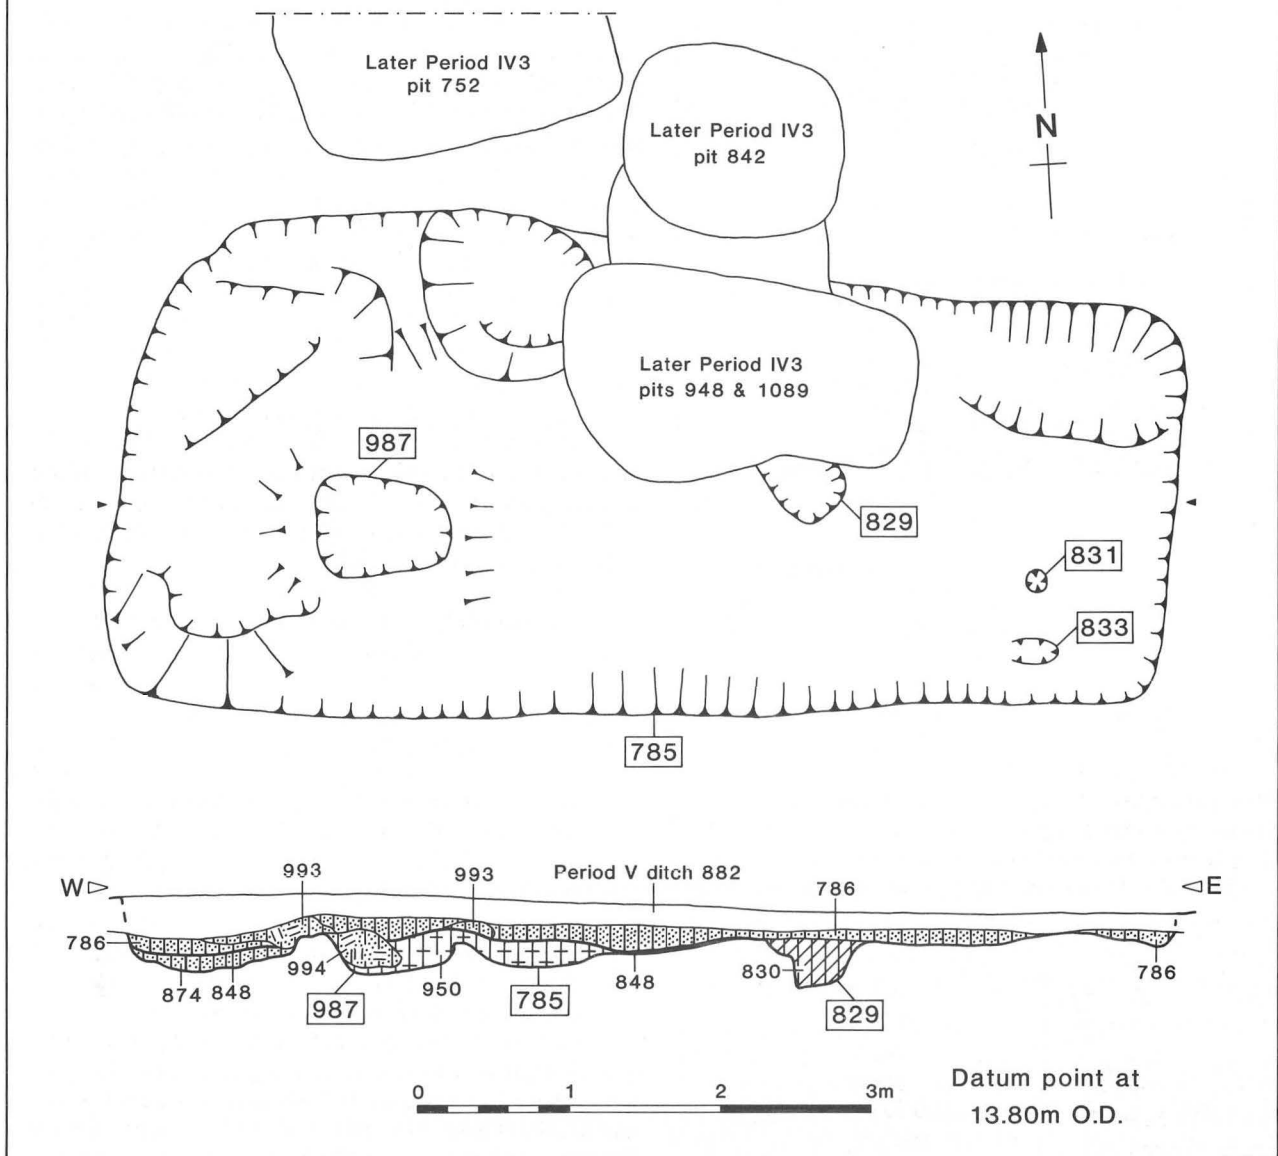 Later Period IV3
pit 752
Later Period IV3
pit 842
N
Later Period IV3
pits 948 & 1089
987
829
831
833
785
W
993
993
Period V ditch 882
786
E
786
874
848
994
987
950
785
848
830
829
786
0 1 2 3m
Datum point at
13.80m O.D.